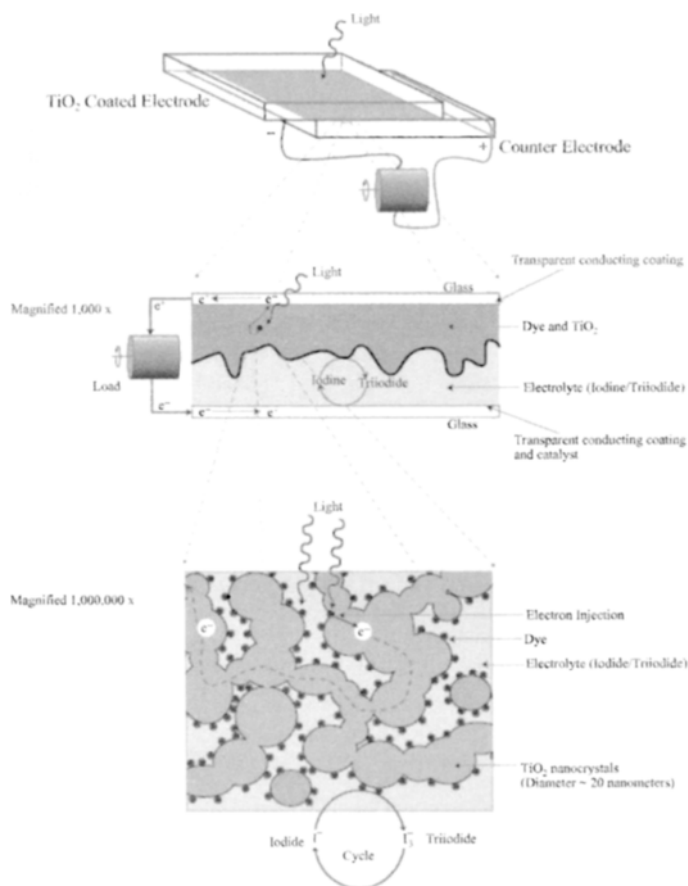 Light
TiO₂ Coated Electrode
−
+
Counter Electrode
Light
Glass
Transparent conducting coating
Magnified 1,000 x
e⁻
e⁻
e⁻
Dye and TiO₂
Load
Iodine
Triiodide
Electrolyte (Iodine/Triiodide)
e⁻
e⁻
e⁻
Glass
Transparent conducting coating
and catalyst
Light
Magnified 1,000,000 x
Electron Injection
e⁻
e⁻
Dye
Electrolyte (Iodide/Triiodide)
TiO₂ nanocrystals
(Diameter ~ 20 nanometers)
Iodide
I⁻
I₃⁻
Triiodide
Cycle